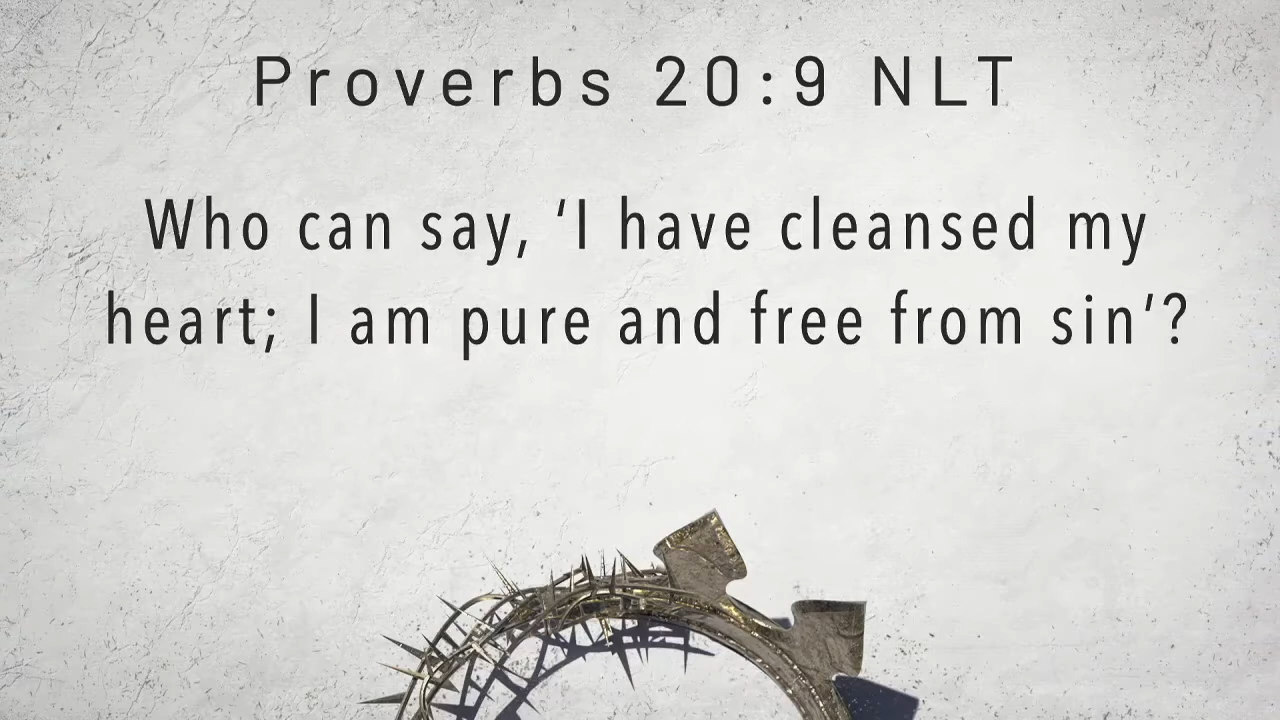 Proverbs 20:9 NLT
Who can say, ‘I have cleansed my
heart; I am pure and free from sin’?